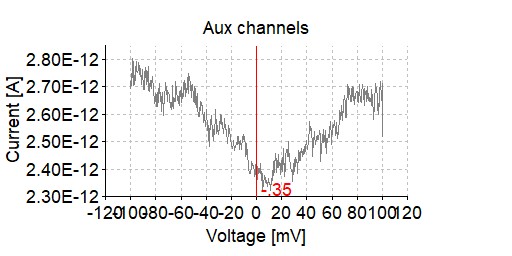 Aux channels
Current [A]
2.80E-12
2.70E-12
2.60E-12
2.50E-12
2.40E-12
2.30E-12
-.35
-120 -100 -80 -60 -40 -20 0 20 40 60 80 100 120
Voltage [mV]